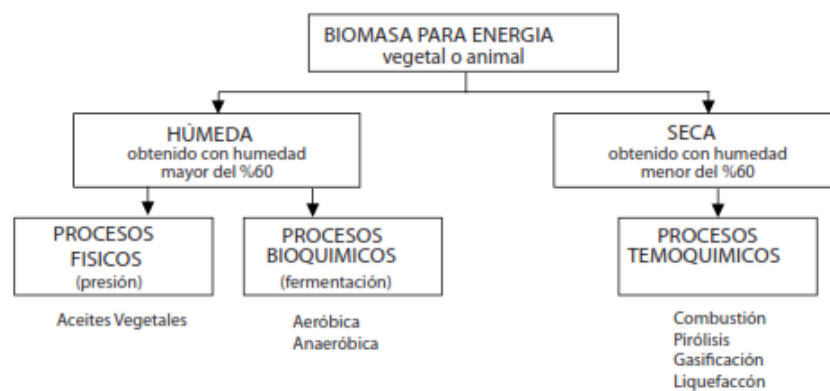 BIOMASA PARA ENERGIA
vegetal o animal
HÚMEDA
obtenido con humedad
mayor del %60
SECA
obtenido con humedad
menor del %60
PROCESOS
FISICOS
(presión)
PROCESOS
BIOQUIMICOS
(fermentación)
PROCESOS
TEMOQUIMICOS
Aceites Vegetales
Aeróbica
Anaeróbica
Combustión
Pirólisis
Gasificación
Liquefaccón